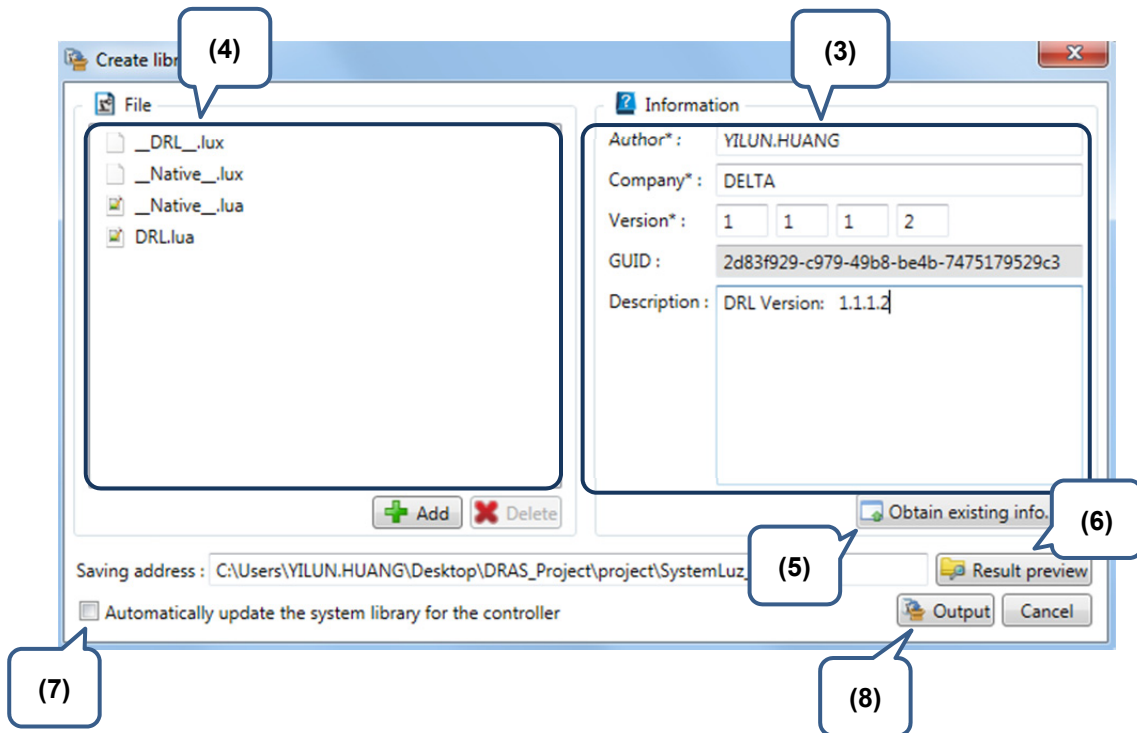 (4)
(3)
Create libr
File
Information
__DRL__.lux
__Native__.lux
__Native__.lua
DRL.lua
Author* : YILUN.HUANG
Company* : DELTA
Version* : 1 1 1 2
GUID : 2d83f929-c979-49b8-be4b-7475179529c3
Description : DRL Version: 1.1.1.2
Add
Delete
Obtain existing info.
(6)
(5)
Saving address : C:\Users\YILUN.HUANG\Desktop\DRAS_Project\project\SystemLuz_
Result preview
Automatically update the system library for the controller
Output
Cancel
(7)
(8)